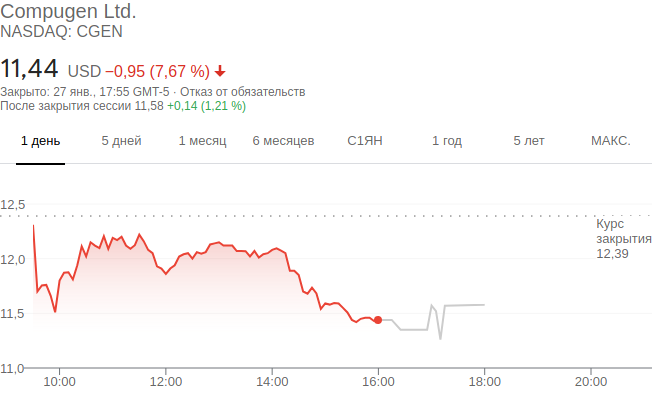 Compugen Ltd.
NASDAQ: CGEN
11,44 USD −0,95 (7,67 %)
Закрыто: 27 янв., 17:55 GMT-5 · Отказ от обязательств
После закрытия сессии 11,58 +0,14 (1,21 %)
1 день 5 дней 1 месяц 6 месяцев С1ЯН 1 год 5 лет МАКС.
12,5
Курс
закрытия
12,39
12,0
11,5
11,0
10:00 12:00 14:00 16:00 18:00 20:00